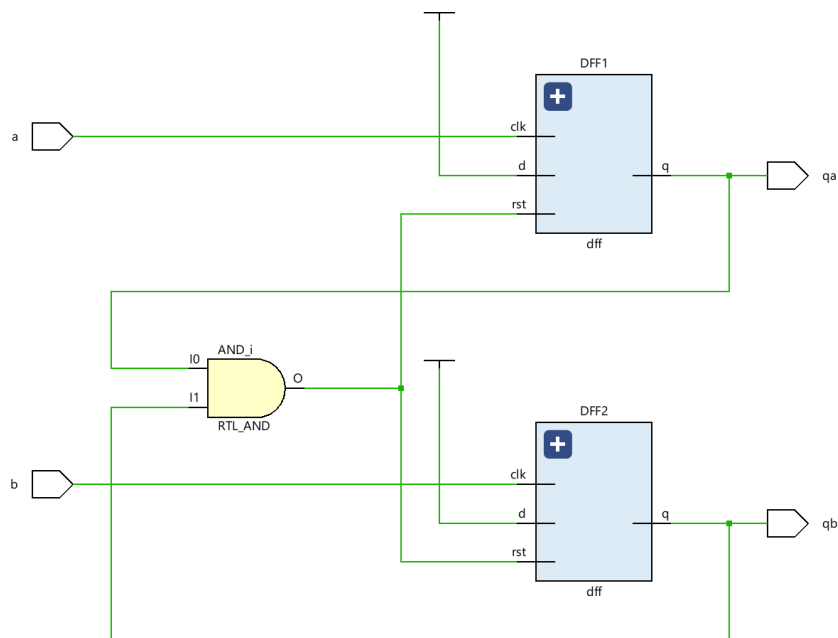 DFF1
clk
a
d
q
qa
rst
dff
AND_i
I0
O
I1
RTL_AND
DFF2
clk
b
d
q
qb
rst
dff